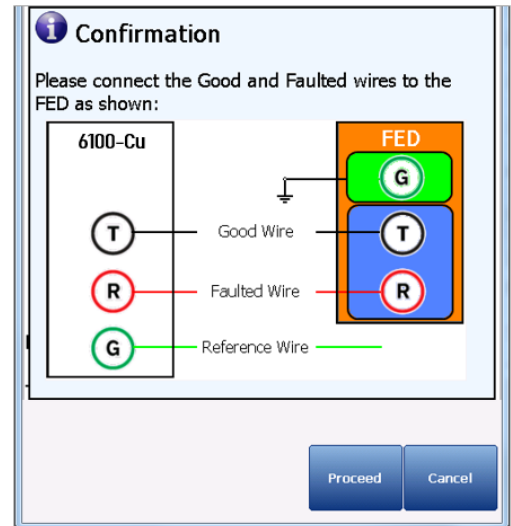 Confirmation
Please connect the Good and Faulted wires to the
FED as shown:
6100-Cu
FED
G
T
Good Wire
T
R
Faulted Wire
R
G
Reference Wire
Proceed
Cancel